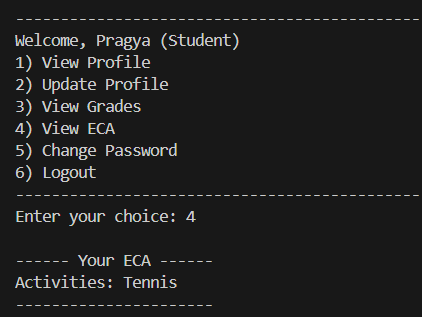 -----------------------------------------
Welcome, Pragya (Student)
1) View Profile
2) Update Profile
3) View Grades
4) View ECA
5) Change Password
6) Logout
-----------------------------------------
Enter your choice: 4

------ Your ECA ------
Activities: Tennis
----------------------